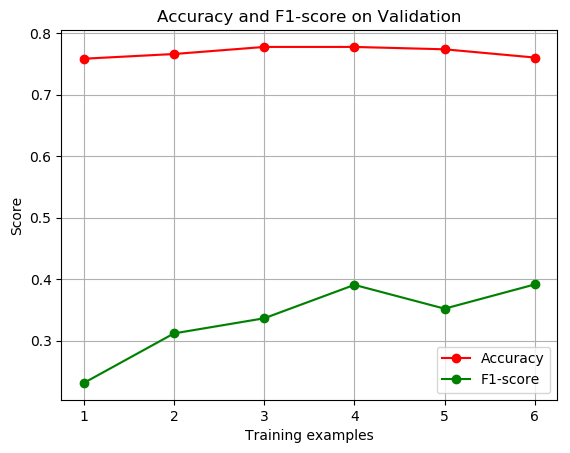 Accuracy and F1-score on Validation
0.8
0.7
0.6
0.5
0.4
0.3
Score
1 2 3 4 5 6
Training examples
Accuracy
F1-score